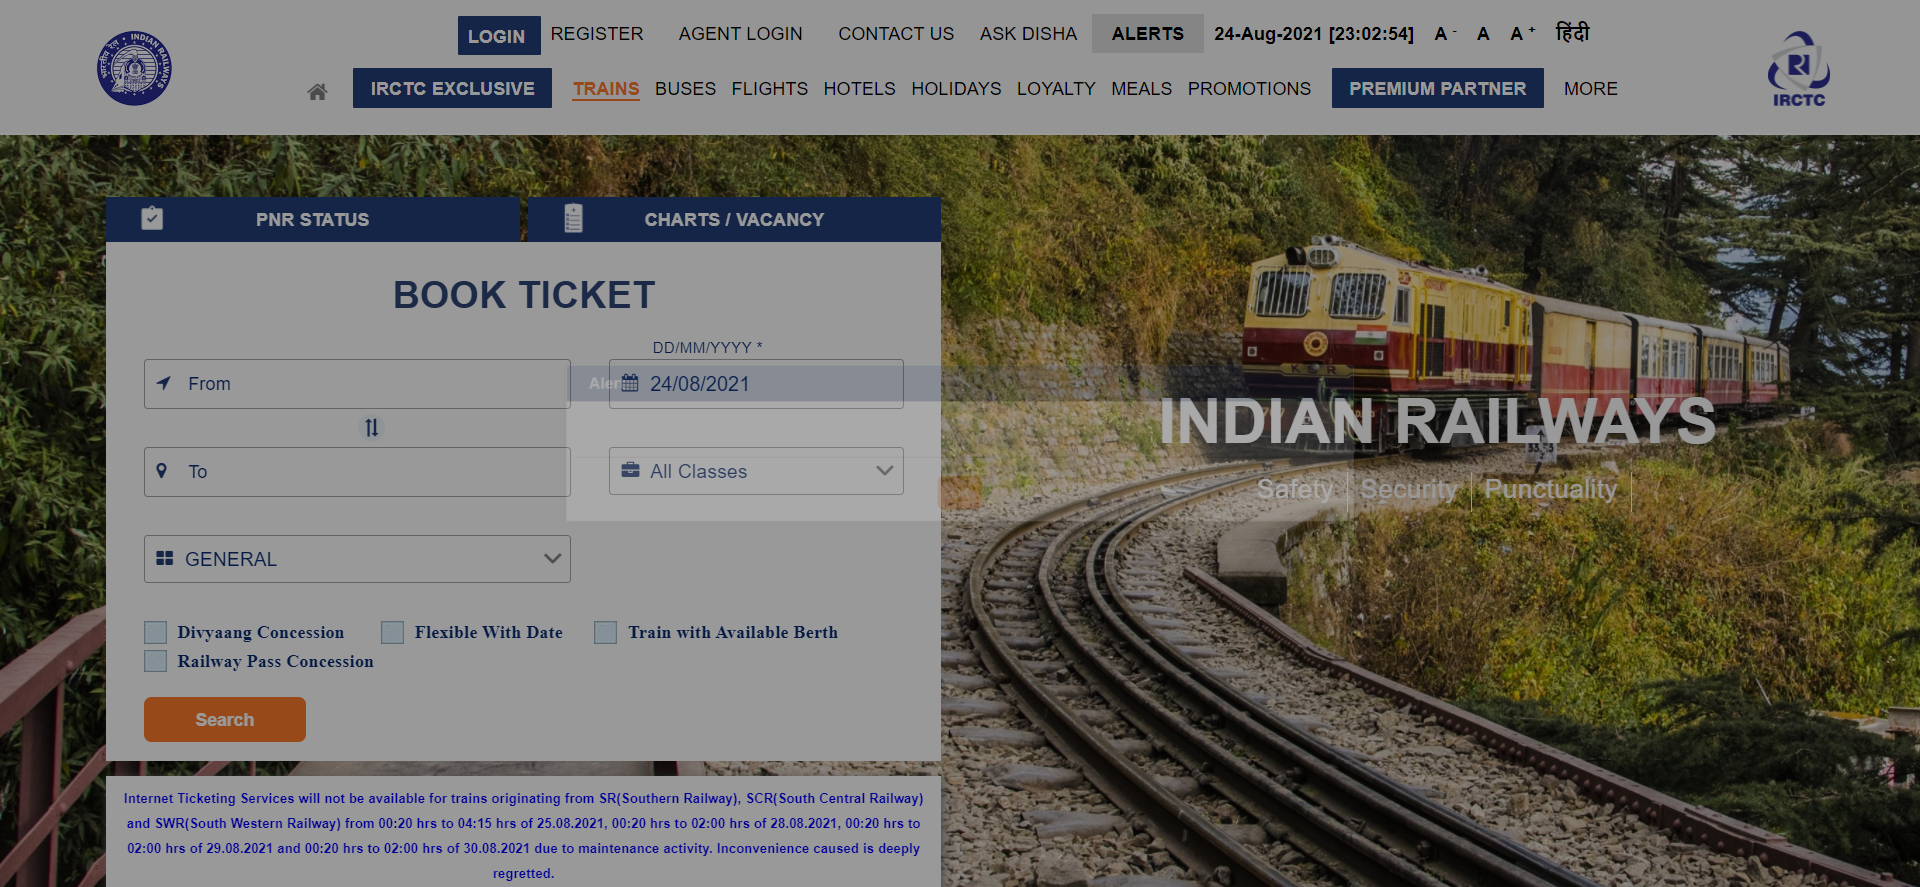 LOGIN REGISTER AGENT LOGIN CONTACT US ASK DISHA ALERTS 24-Aug-2021 [23:02:54] A - A A + हिंदी
INDIAN RAILWAYS
भारतीय रेल
IRCTC EXCLUSIVE TRAINS BUSES FLIGHTS HOTELS HOLIDAYS LOYALTY MEALS PROMOTIONS PREMIUM PARTNER MORE
IRCTC
PNR STATUS CHARTS / VACANCY
BOOK TICKET
DD/MM/YYYY *
From 24/08/2021
To All Classes
GENERAL
Divyaang Concession Flexible With Date Train with Available Berth
Railway Pass Concession
Search
INDIAN RAILWAYS
Safety Security Punctuality
Internet Ticketing Services will not be available for trains originating from SR(Southern Railway), SCR(South Central Railway)
and SWR(South Western Railway) from 00:20 hrs to 04:15 hrs of 25.08.2021, 00:20 hrs to 02:00 hrs of 28.08.2021, 00:20 hrs to
02:00 hrs of 29.08.2021 and 00:20 hrs to 02:00 hrs of 30.08.2021 due to maintenance activity. Inconvenience caused is deeply
regretted.